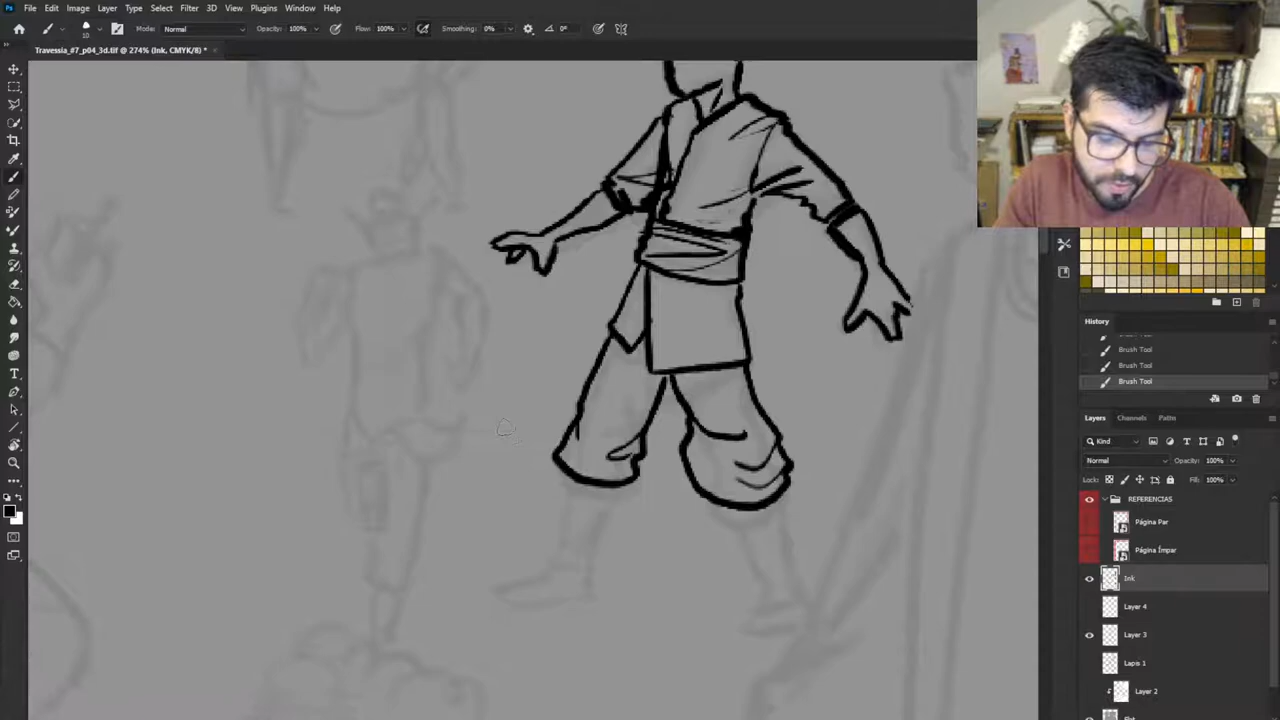 File Edit Image Layer Type Select Filter 3D View Plugins Window Help
10 Mode: Normal Opacity: 100% Flow: 100% Smoothing: 0% 0°
Travessia_#7_p04_3d.tif @ 274% (Ink, CMYK/8) *
History
Brush Tool
Brush Tool
Brush Tool
Layers Channels Paths
Kind
Normal Opacity: 100%
Lock: Fill: 100%
REFERENCIAS
Página Par
Página Ímpar
Ink
Layer 4
Layer 3
Lapis 1
Layer 2